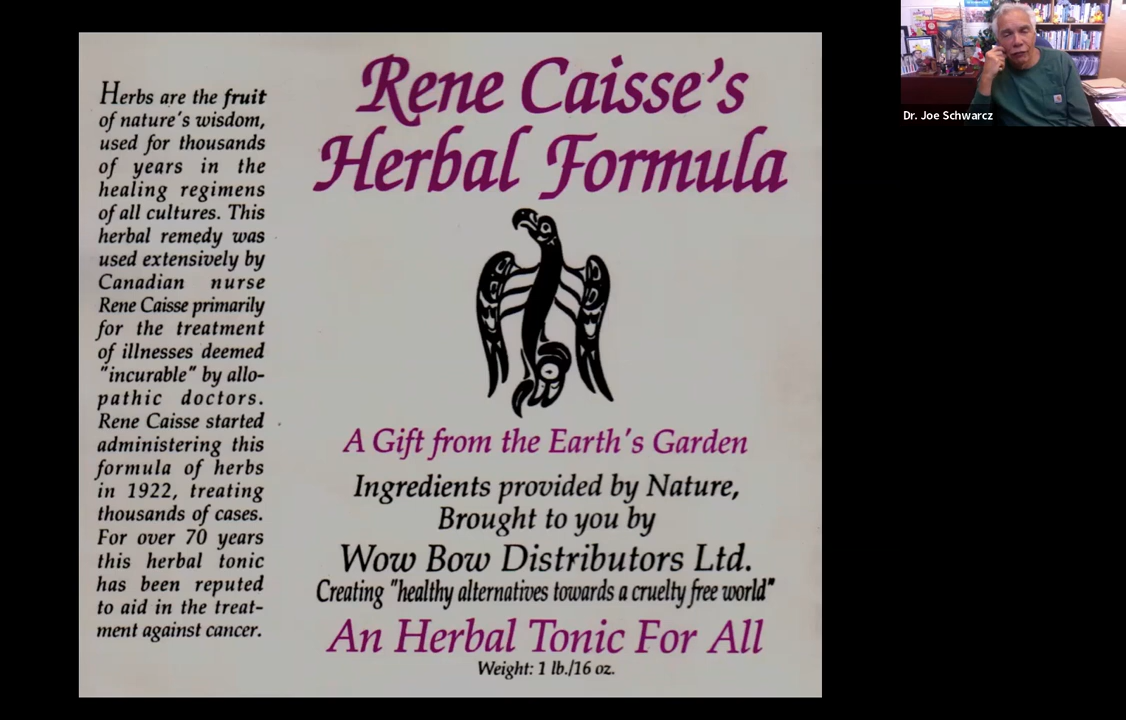 Herbs are the fruit
of nature's wisdom,
used for thousands
of years in the
healing regimens
of all cultures. This
herbal remedy was
used extensively by
Canadian nurse
Rene Caisse primarily
for the treatment
of illnesses deemed
"incurable" by allo-
pathic doctors.
Rene Caisse started
administering this
formula of herbs
in 1922, treating
thousands of cases.
For over 70 years
this herbal tonic
has been reputed
to aid in the treat-
ment against cancer.
Rene Caisse's
Herbal Formula
A Gift from the Earth's Garden
Ingredients provided by Nature,
Brought to you by
Wow Bow Distributors Ltd.
Creating "healthy alternatives towards a cruelty free world"
An Herbal Tonic For All
Weight: 1 lb./16 oz.
Dr. Joe Schwarcz